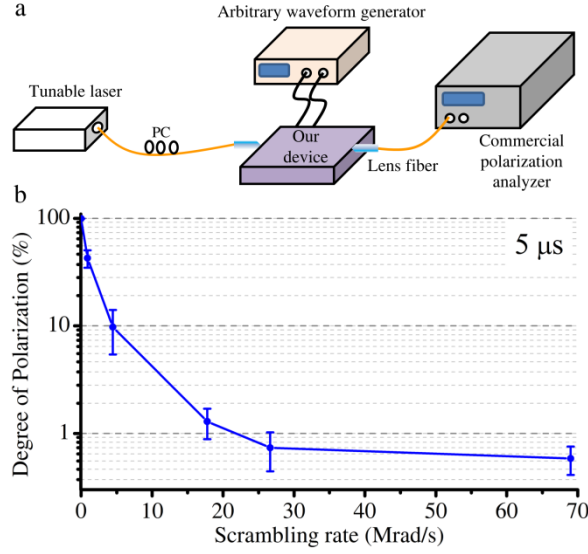 a
Arbitrary waveform generator
Tunable laser
PC
Our
device
Lens fiber
Commercial
polarization
analyzer
b
5 μs
Degree of Polarization (%)
100
10
1
0 10 20 30 40 50 60 70
Scrambling rate (Mrad/s)